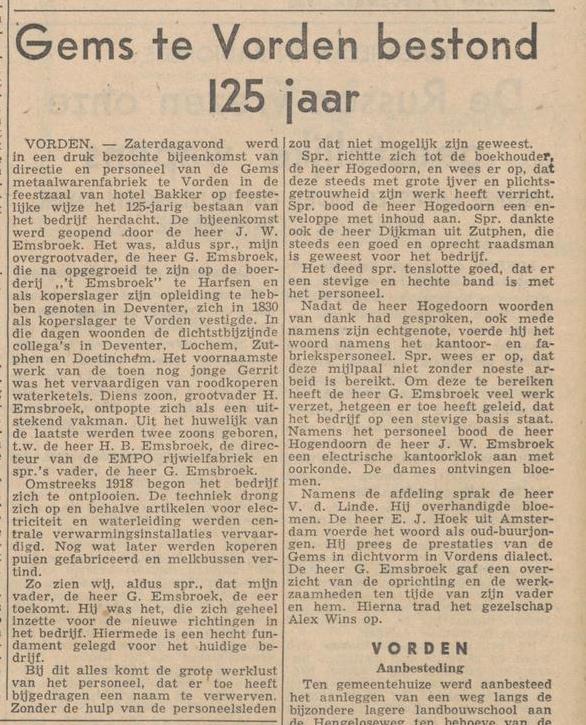 Gems te Vorden bestond
125 jaar
VORDEN. — Zaterdagavond werd
in een druk bezochte bijeenkomst van
directie en personeel van de Gems
metaalwarenfabriek te Vorden in de
feestzaal van hotel Bakker op feeste-
lijke wijze het 125-jarig bestaan van
het bedrijf herdacht. De bijeenkomst
werd geopend door de heer J. W.
Emsbroek. Het was, aldus spr., mijn
overgrootvader, de heer G. Emsbroek,
die na opgegroeid te zijn op de boer-
derij „'t Emsbroek" te Harfsen en
als koperslager zijn opleiding te heb-
ben genoten in Deventer, zich in 1830
als koperslager te Vorden vestigde. In
die dagen woonden de dichtstbijzinde
collega's in Deventer, Lochem, Zut-
phen en Doetinchem. Het voornaamste
werk van de toen nog jonge Gerrit
was het vervaardigen van roodkoperen
waterketels. Diens zoon, grootvader H.
Emsbroek, ontpopte zich als een uit-
stekend vakman. Uit het huwelijk van
de laatste werden twee zoons geboren,
t.w. de heer H. B. Emsbroek, de direc-
teur van de EMPO rijwielfabriek en
spr.'s vader, de heer G. Emsbroek.
Omstreeks 1918 begon het bedrijf
zich te ontplooien. De techniek drong
zich op en behalve artikelen voor elec-
triciteit en waterleiding werden cen-
trale verwarmingsinstallaties vervaar-
digd. Nog wat later werden koperen
puien gefabriceerd en melkbussen ver-
tind.
Zo zien wij, aldus spr., dat mijn
vader, de heer G. Emsbroek, de eer
toekomt. Hij was het, die zich geheel
inzette voor de nieuwe richtingen in
het bedrijf. Hiermede is een hecht fun-
dament gelegd voor het huidige be-
drijf.
Bij dit alles komt de grote werklust
van het personeel, dat er toe heeft
bijgedragen een naam te verwerven.
Zonder de hulp van de personeelsleden
zou dat niet mogelijk zijn geweest.
Spr. richtte zich tot de boekhouder,
de heer Hogedoorn, en wees er op, dat
deze steeds met grote ijver en plichts-
getrouwheid zijn werk heeft verricht.
Spr. bood de heer Hogedoorn een en-
veloppe met inhoud aan. Spr. dankte
ook de heer Dijkman uit Zutphen, die
steeds een goed en oprecht raadsman
is geweest voor het bedrijf.
Het deed spr. tenslotte goed, dat er
een stevige en hechte band is met
het personeel.
Nadat de heer Hogedoorn woorden
van dank had gesproken, ook mede
namens zijn echtgenote, voerde hij het
woord namens het kantoor- en fa-
briekspersoneel. Spr. wees er op, dat
deze mijlpaal niet zonder noeste ar-
beid is bereikt. Om deze te bereiken
heeft de heer G. Emsbroek veel werk
verzet, hetgeen er toe heeft geleid, dat
het bedrijf op een stevige basis staat.
Namens het personeel bood de heer
Hogendoorn de heer J. W. Emsbroek
een electrische kantoorklok aan met
oorkonde. De dames ontvingen bloe-
men.
Namens de afdeling sprak de heer
V. d. Linde. Hij overhandigde bloe-
men. De heer E. J. Hoek uit Amster-
dam voerde het woord als oud-buurjon-
gen. Hij prees de prestaties van de
Gems in dichtvorm in Vordens dialect.
De heer G. Emsbroek gaf een over-
zicht van de oprichting en de werk-
zaamheden ten tijde van zijn vader
en hem. Hierna trad het gezelschap
Alex Wins op.
VORDEN
Aanbesteding
Ten gemeentehuize werd aanbesteed
het aanleggen van een weg langs de
bijzondere lagere landbouwschool aan
de Hengeloseweg ten behoeve van de